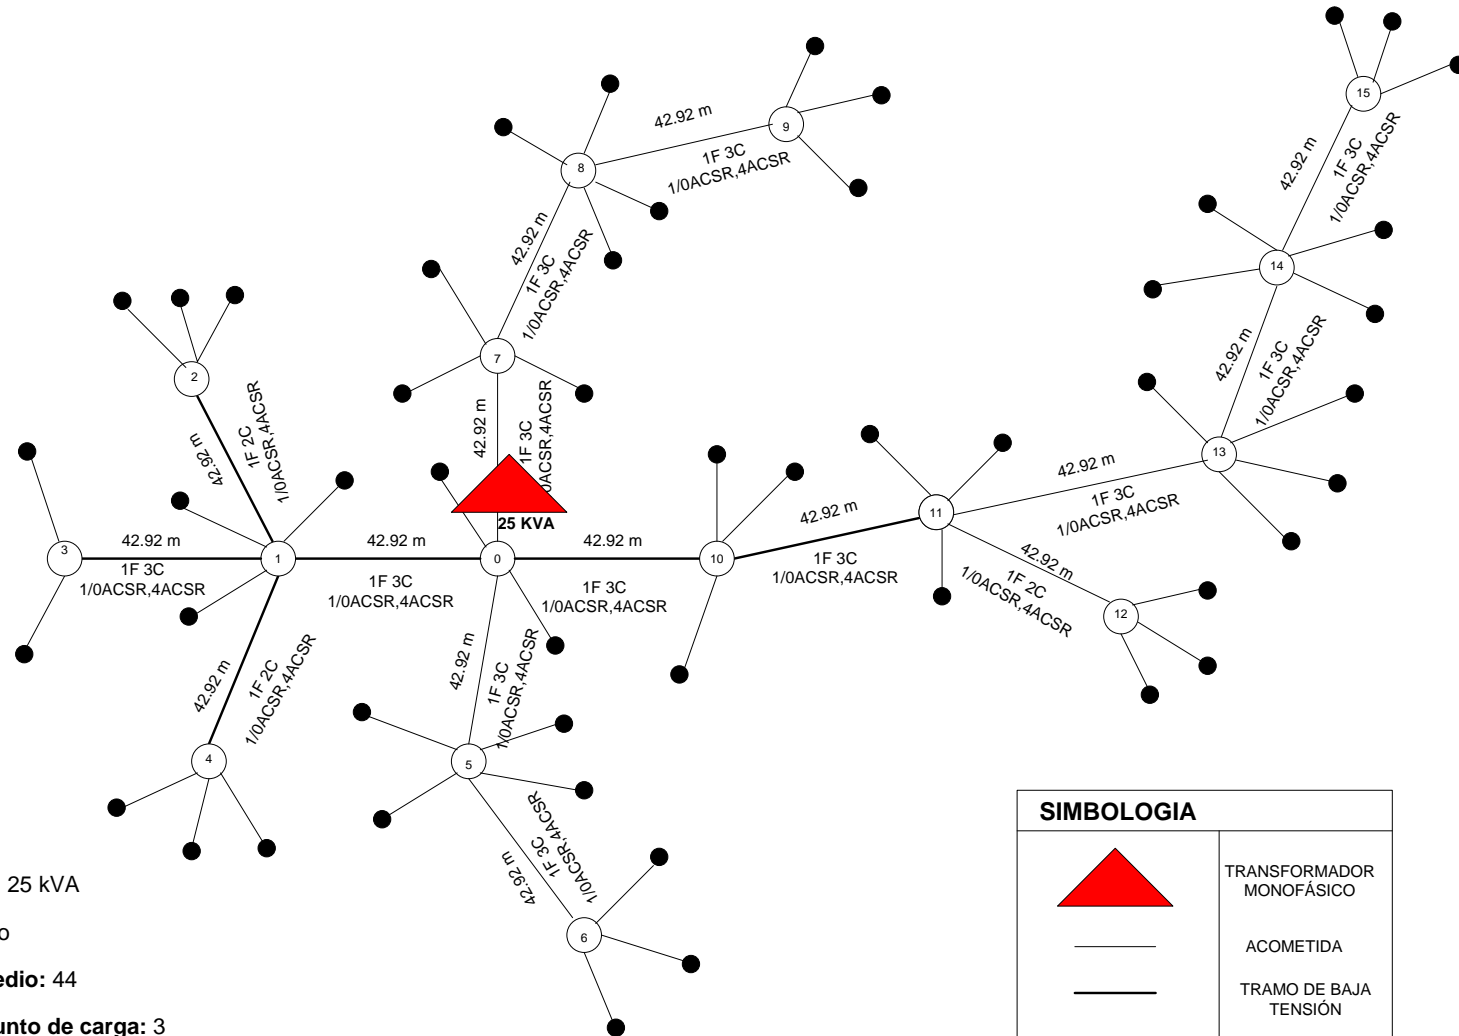 15
42.92 m
1F 3C
1/0ACSR,4ACSR
9
42.92 m
1F 3C
1/0ACSR,4ACSR
8
42.92 m
1F 3C
1/0ACSR,4ACSR
14
42.92 m
1F 3C
1/0ACSR,4ACSR
7
42.92 m
1F 3C
0ACSR,4ACSR
2
42.92 m
1F 2C
1/0ACSR,4ACSR
13
42.92 m
1F 3C
1/0ACSR,4ACSR
11
42.92 m
1F 3C
1/0ACSR,4ACSR
25 KVA
3
42.92 m
1F 3C
1/0ACSR,4ACSR
1
42.92 m
1F 3C
1/0ACSR,4ACSR
0
42.92 m
1F 3C
1/0ACSR,4ACSR
10
42.92 m
1F 2C
1/0ACSR,4ACSR
12
42.92 m
1F 2C
1/0ACSR,4ACSR
4
42.92 m
1F 3C
1/0ACSR,4ACSR
5
42.92 m
1F 3C
1/0ACSR,4ACSR
6
25 kVA
o
edio: 44
unto de carga: 3
SIMBOLOGIA
TRANSFORMADOR
MONOFÁSICO
ACOMETIDA
TRAMO DE BAJA
TENSIÓN